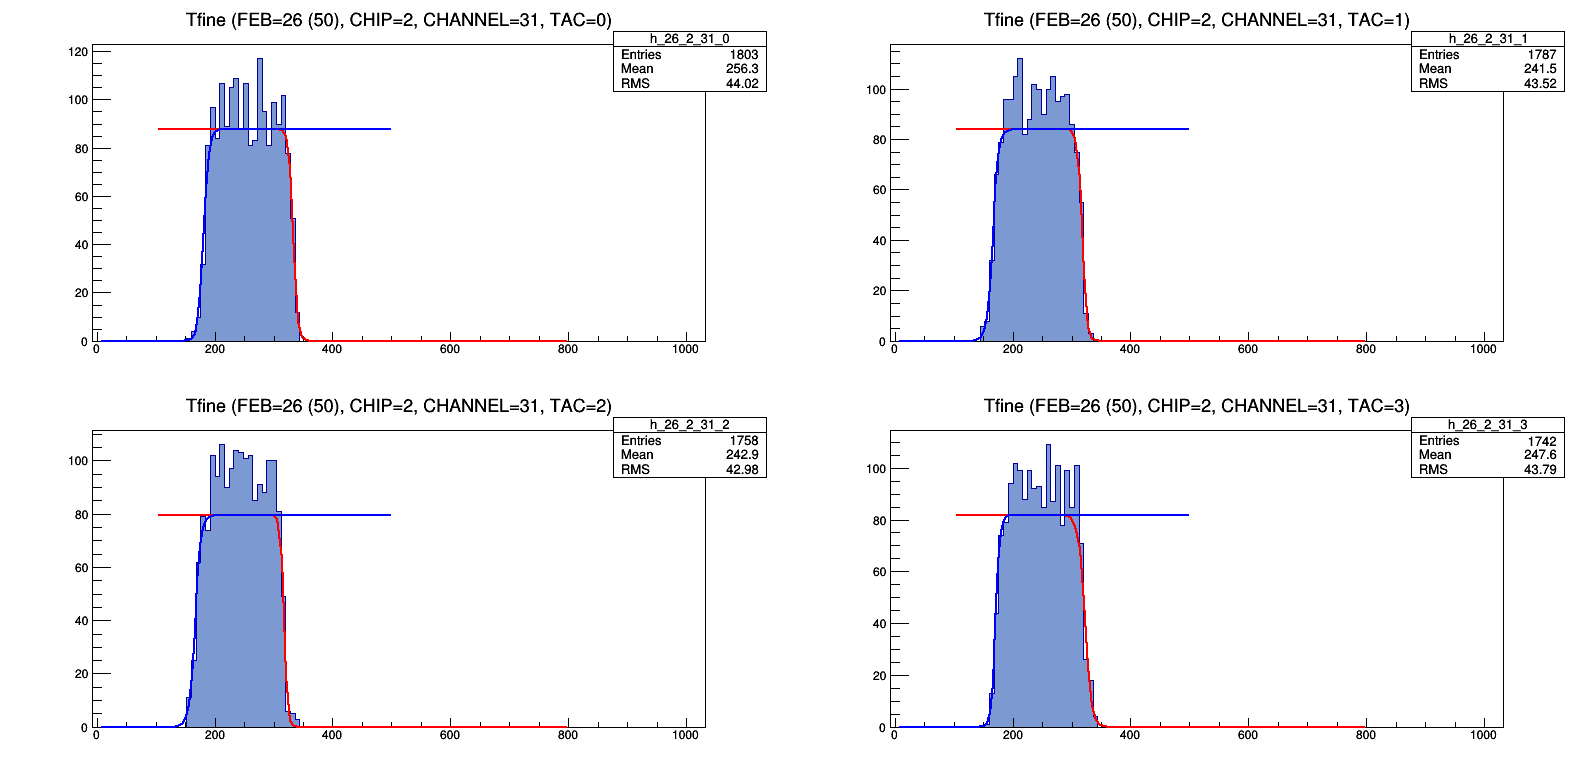 Tfine (FEB=26 (50), CHIP=2, CHANNEL=31, TAC=0)
h_26_2_31_0
Entries 1803
Mean 256.3
RMS 44.02
120
100
80
60
40
20
0
0 200 400 600 800 1000
Tfine (FEB=26 (50), CHIP=2, CHANNEL=31, TAC=1)
h_26_2_31_1
Entries 1787
Mean 241.5
RMS 43.52
100
80
60
40
20
0
0 200 400 600 800 1000
Tfine (FEB=26 (50), CHIP=2, CHANNEL=31, TAC=2)
h_26_2_31_2
Entries 1758
Mean 242.9
RMS 42.98
100
80
60
40
20
0
0 200 400 600 800 1000
Tfine (FEB=26 (50), CHIP=2, CHANNEL=31, TAC=3)
h_26_2_31_3
Entries 1742
Mean 247.6
RMS 43.79
100
80
60
40
20
0
0 200 400 600 800 1000